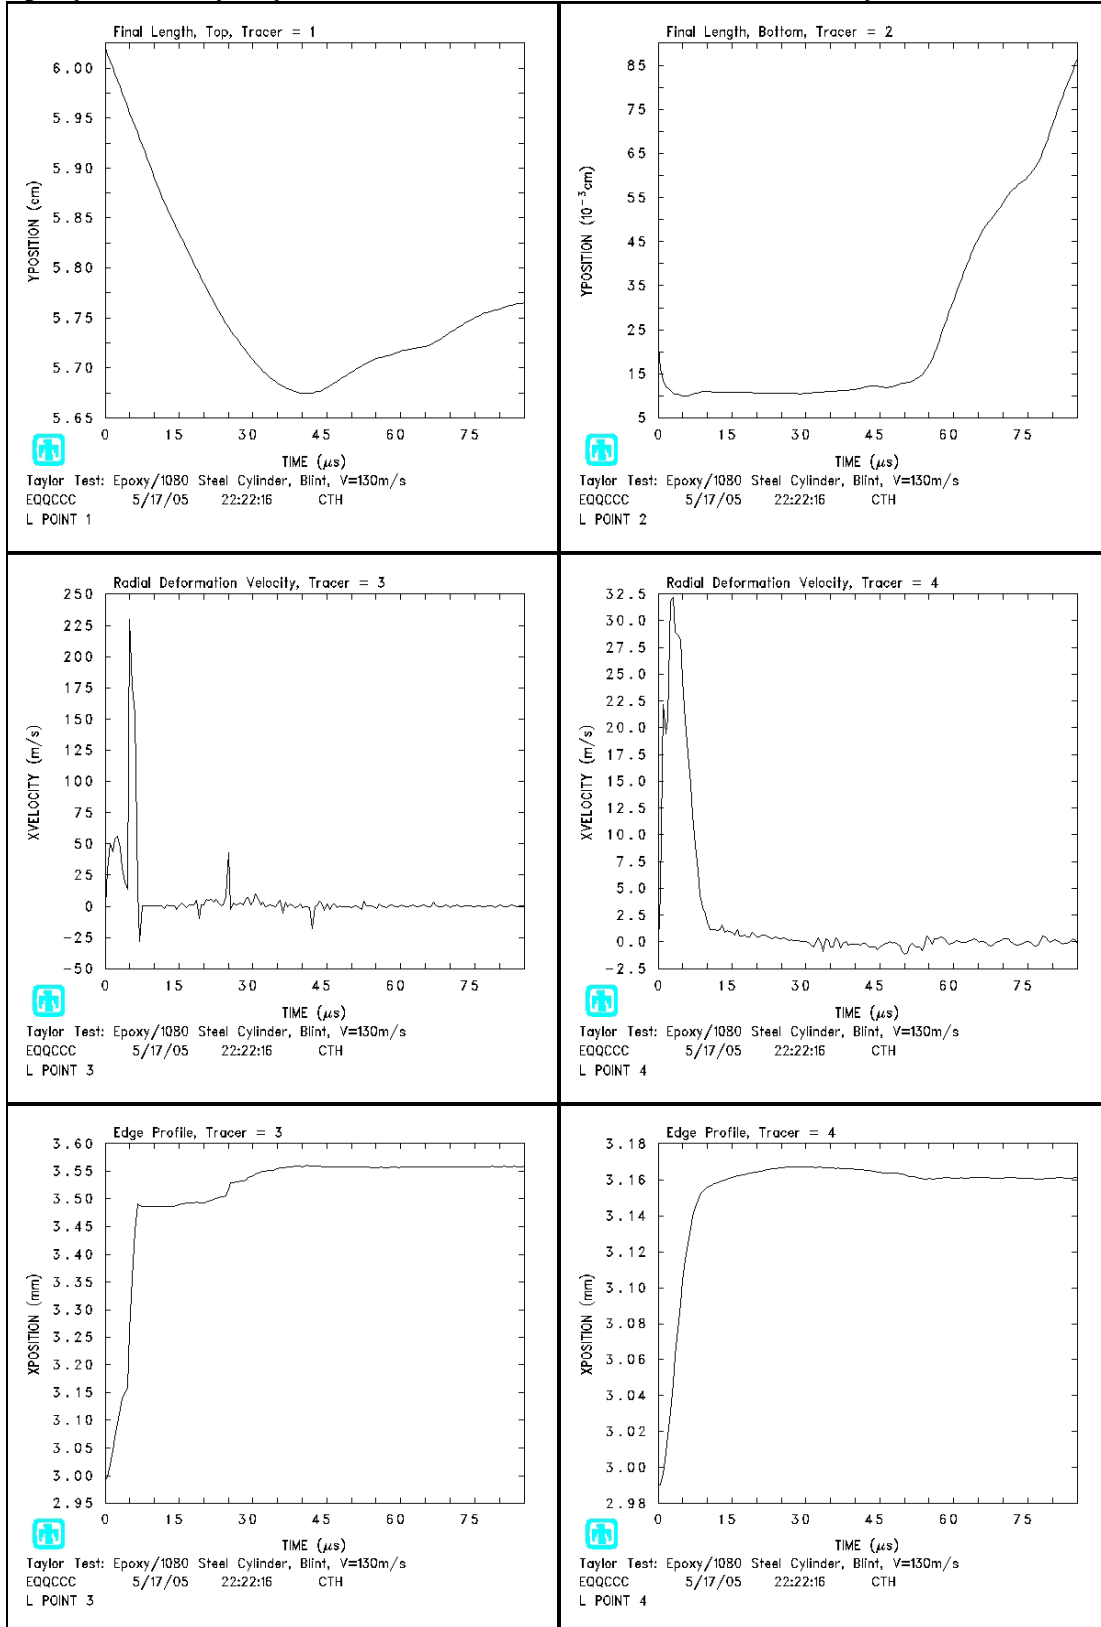 Final Length, Top, Tracer = 1
6.00
5.95
5.90
5.85
5.80
5.75
5.70
5.65
YPOSITION (cm)
0 15 30 45 60 75
TIME (μs)
Taylor Test: Epoxy/1080 Steel Cylinder, Blint, V=130m/s
EQQCCC 5/17/05 22:22:16 CTH
L POINT 1
Final Length, Bottom, Tracer = 2
85
75
65
55
45
35
25
15
5
YPOSITION (10⁻³cm)
0 15 30 45 60 75
TIME (μs)
Taylor Test: Epoxy/1080 Steel Cylinder, Blint, V=130m/s
EQQCCC 5/17/05 22:22:16 CTH
L POINT 2
Radial Deformation Velocity, Tracer = 3
250
225
200
175
150
125
100
75
50
25
0
-25
-50
XVELOCITY (m/s)
0 15 30 45 60 75
TIME (μs)
Taylor Test: Epoxy/1080 Steel Cylinder, Blint, V=130m/s
EQQCCC 5/17/05 22:22:16 CTH
L POINT 3
Radial Deformation Velocity, Tracer = 4
32.5
30.0
27.5
25.0
22.5
20.0
17.5
15.0
12.5
10.0
7.5
5.0
2.5
0.0
-2.5
XVELOCITY (m/s)
0 15 30 45 60 75
TIME (μs)
Taylor Test: Epoxy/1080 Steel Cylinder, Blint, V=130m/s
EQQCCC 5/17/05 22:22:16 CTH
L POINT 4
Edge Profile, Tracer = 3
3.60
3.55
3.50
3.45
3.40
3.35
3.30
3.25
3.20
3.15
3.10
3.05
3.00
2.95
XPOSITION (mm)
0 15 30 45 60 75
TIME (μs)
Taylor Test: Epoxy/1080 Steel Cylinder, Blint, V=130m/s
EQQCCC 5/17/05 22:22:16 CTH
L POINT 3
Edge Profile, Tracer = 4
3.18
3.16
3.14
3.12
3.10
3.08
3.06
3.04
3.02
3.00
2.98
XPOSITION (mm)
0 15 30 45 60 75
TIME (μs)
Taylor Test: Epoxy/1080 Steel Cylinder, Blint, V=130m/s
EQQCCC 5/17/05 22:22:16 CTH
L POINT 4